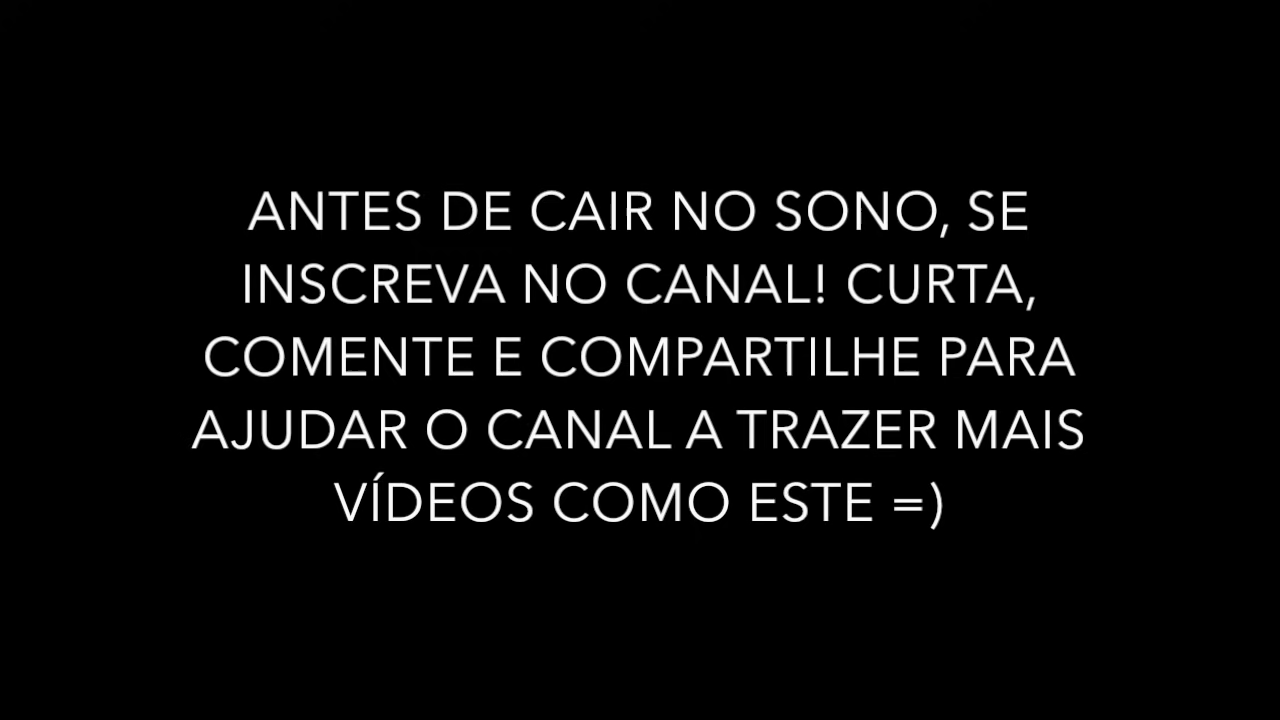 ANTES DE CAIR NO SONO, SE
INSCREVA NO CANAL! CURTA,
COMENTE E COMPARTILHE PARA
AJUDAR O CANAL A TRAZER MAIS
VÍDEOS COMO ESTE =)